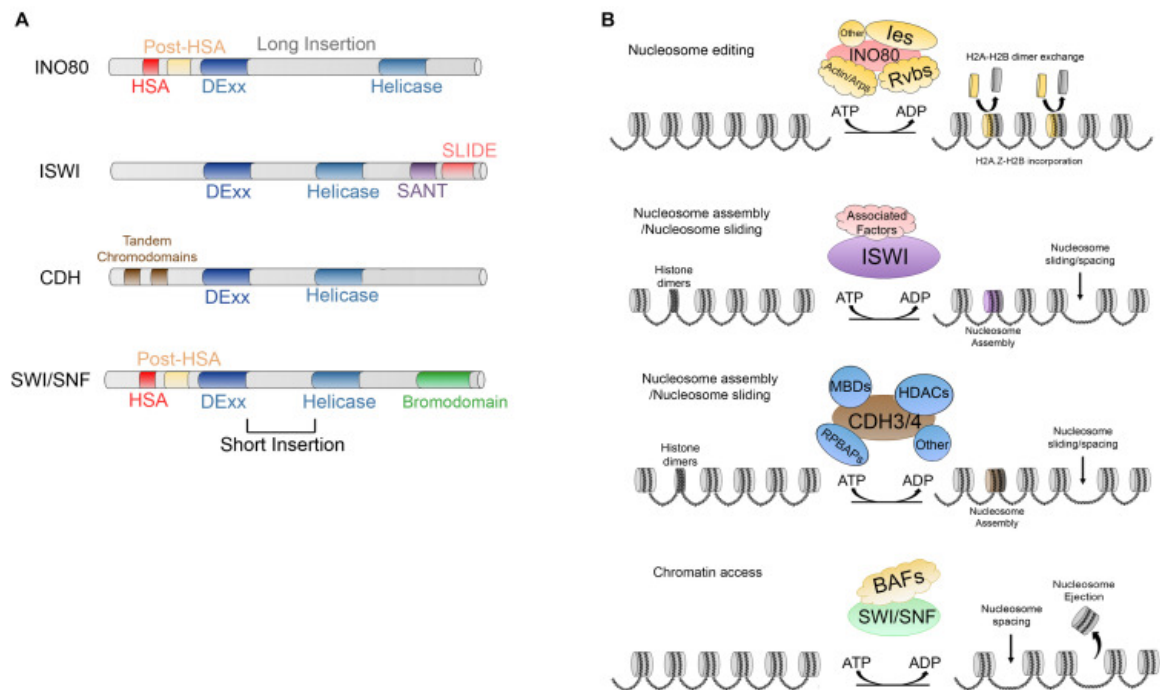 A
Post-HSA
Long Insertion
INO80
HSA
DExx
Helicase
SLIDE
ISWI
DExx
Helicase
SANT
Tandem
Chromodomains
CDH
DExx
Helicase
Post-HSA
SWI/SNF
HSA
DExx
Helicase
Bromodomain
Short Insertion
B
Nucleosome editing
Other
Ies
INO80
Actin/Arps
Rvbs
ATP
ADP
H2A-H2B dimer exchange
H2A.Z-H2B incorporation
Nucleosome assembly
/Nucleosome sliding
Histone
dimers
Associated
Factors
ISWI
ATP
ADP
Nucleosome
sliding/spacing
Nucleosome
Assembly
Nucleosome assembly
/Nucleosome sliding
Histone
dimers
MBDs
HDACs
CDH3/4
RPBAPs
Other
ATP
ADP
Nucleosome
sliding/spacing
Nucleosome
Assembly
Chromatin access
BAFs
SWI/SNF
ATP
ADP
Nucleosome
spacing
Nucleosome
Ejection